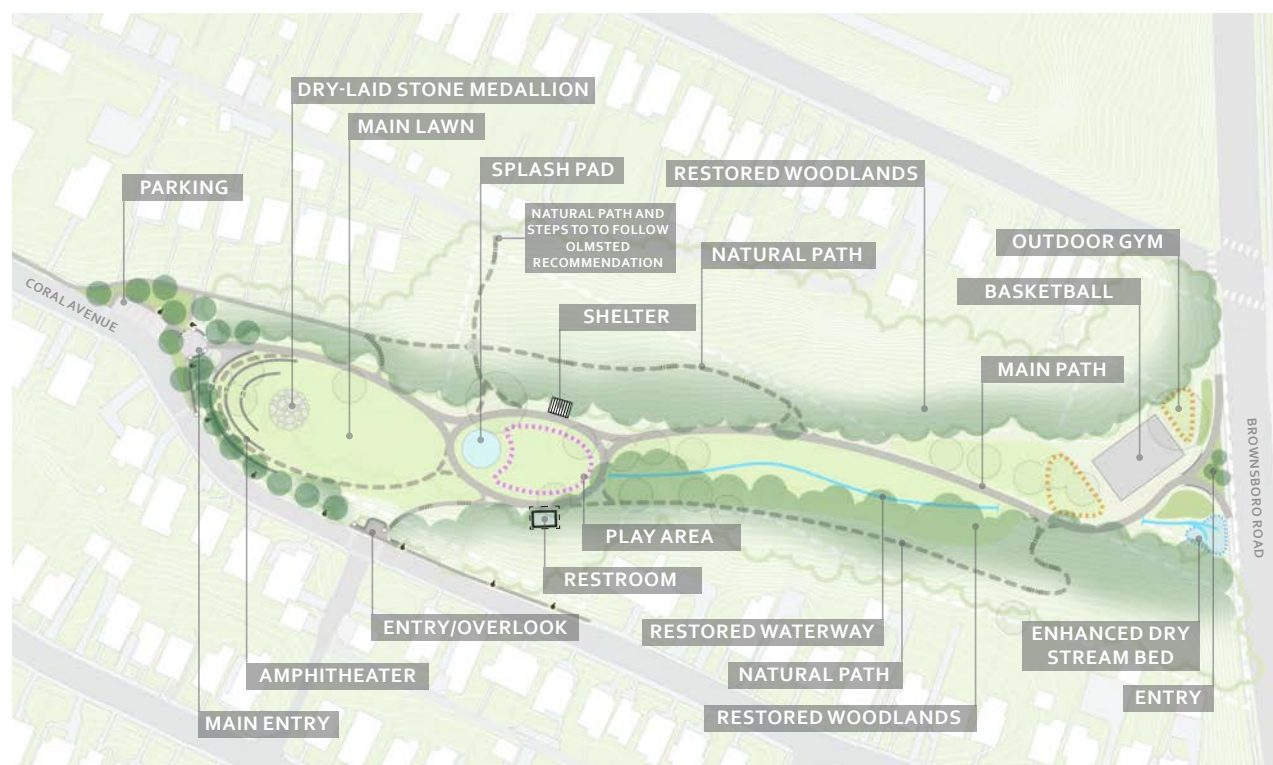 DRY-LAID STONE MEDALLION
MAIN LAWN
SPLASH PAD
RESTORED WOODLANDS
PARKING
NATURAL PATH AND
STEPS TO TO FOLLOW
OLMSTED
RECOMMENDATION
NATURAL PATH
OUTDOOR GYM
BASKETBALL
SHELTER
CORAL AVENUE
MAIN PATH
BROWNSBORO ROAD
PLAY AREA
RESTROOM
ENTRY/OVERLOOK
RESTORED WATERWAY
ENHANCED DRY
STREAM BED
AMPHITHEATER
NATURAL PATH
ENTRY
MAIN ENTRY
RESTORED WOODLANDS